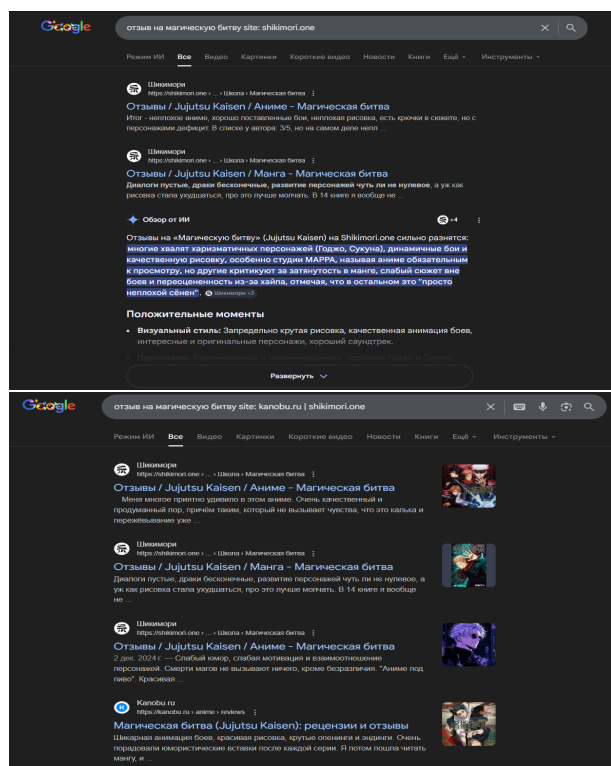 Google
отзыв на магическую битву site: shikimori.one
Режим ИИ Все Видео Картинки Короткие видео Новости Книги Ещё Инструменты
Шикимори
https://shikimori.one › ... › Школа › Магическая битва
Отзывы / Jujutsu Kaisen / Аниме - Магическая битва
Итог - неплохое аниме, хорошо поставленные бои, неплохая рисовка, есть крючки в сюжете, но с
персонажами дефицит. В списке у автора: 3/5, но на самом деле непл ...
Шикимори
https://shikimori.one › ... › Школа › Магическая битва
Отзывы / Jujutsu Kaisen / Манга - Магическая битва
Диалоги пустые, драки бесконечные, развитие персонажей чуть ли не нулевое, а уж как
рисовка стала ухудшаться, про это лучше молчать. В 14 книге я вообще не ...
Обзор от ИИ +4
Отзывы на «Магическую битву» (Jujutsu Kaisen) на Shikimori.one сильно разнятся:
многие хвалят харизматичных персонажей (Годжо, Сукуна), динамичные бои и
качественную рисовку, особенно студии MAPPA, называя аниме обязательным
к просмотру, но другие критикуют за затянутость в манге, слабый сюжет вне
боев и переоцененность из-за хайпа, отмечая, что в остальном это "просто
неплохой сёнен". Шикимори +3
Положительные моменты
• Визуальный стиль: Запредельно крутая рисовка, качественная анимация боев,
интересные и оригинальные персонажи, хороший саундтрек.
Развернуть
Google
отзыв на магическую битву site: kanobu.ru | shikimori.one
Режим ИИ Все Видео Картинки Короткие видео Новости Книги Ещё Инструменты
Шикимори
https://shikimori.one › ... › Школа › Магическая битва
Отзывы / Jujutsu Kaisen / Аниме - Магическая битва
Меня многое приятно удивило в этом аниме. Очень качественный и
продуманный лор, причём таким, который не вызывает чувства, что это калька и
пережёвывание уже ...
Шикимори
https://shikimori.one › ... › Школа › Магическая битва
Отзывы / Jujutsu Kaisen / Манга - Магическая битва
Диалоги пустые, драки бесконечные, развитие персонажей чуть ли не нулевое, а
уж как рисовка стала ухудшаться, про это лучше молчать. В 14 книге я вообще
не ...
Шикимори
https://shikimori.one › ... › Школа › Магическая битва
Отзывы / Jujutsu Kaisen / Аниме - Магическая битва
2 дек. 2024 г. — Слабый юмор, слабая мотивация и взаимоотношение
персонажей. Смерти магов не вызывают ничего, кроме безразличия. "Аниме под
пиво". Красивая ...
Kanobu.ru
https://kanobu.ru › anime › reviews
Магическая битва (Jujutsu Kaisen): рецензии и отзывы
Шикарная анимация боев, красивая рисовка, крутые опенинги и эндинги. Очень
порадовали юмористические вставки после каждой серии. Я потом пошла читать
мангу, и ...